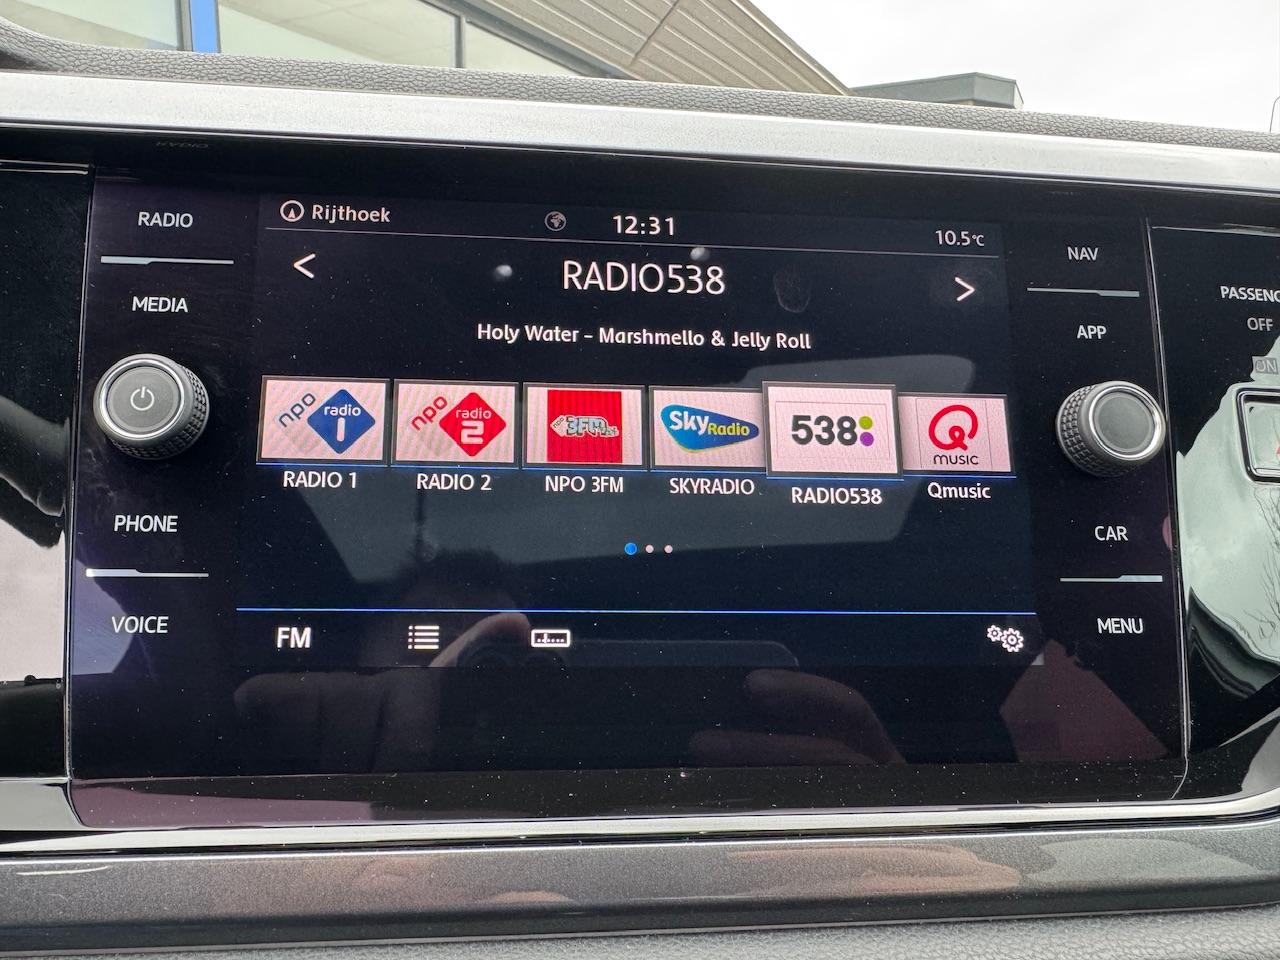 RADIO
MEDIA
PHONE
VOICE
Rijthoek
12:31
10.5°C
< RADIO538 >
Holy Water - Marshmello & Jelly Roll
npo radio 1
npo radio 2
npo 3FM
Sky Radio
538
Q MUSIC
RADIO 1
RADIO 2
NPO 3FM
SKYRADIO
RADIO538
Qmusic
FM
NAV
APP
CAR
MENU
PASSENG
OFF
ON